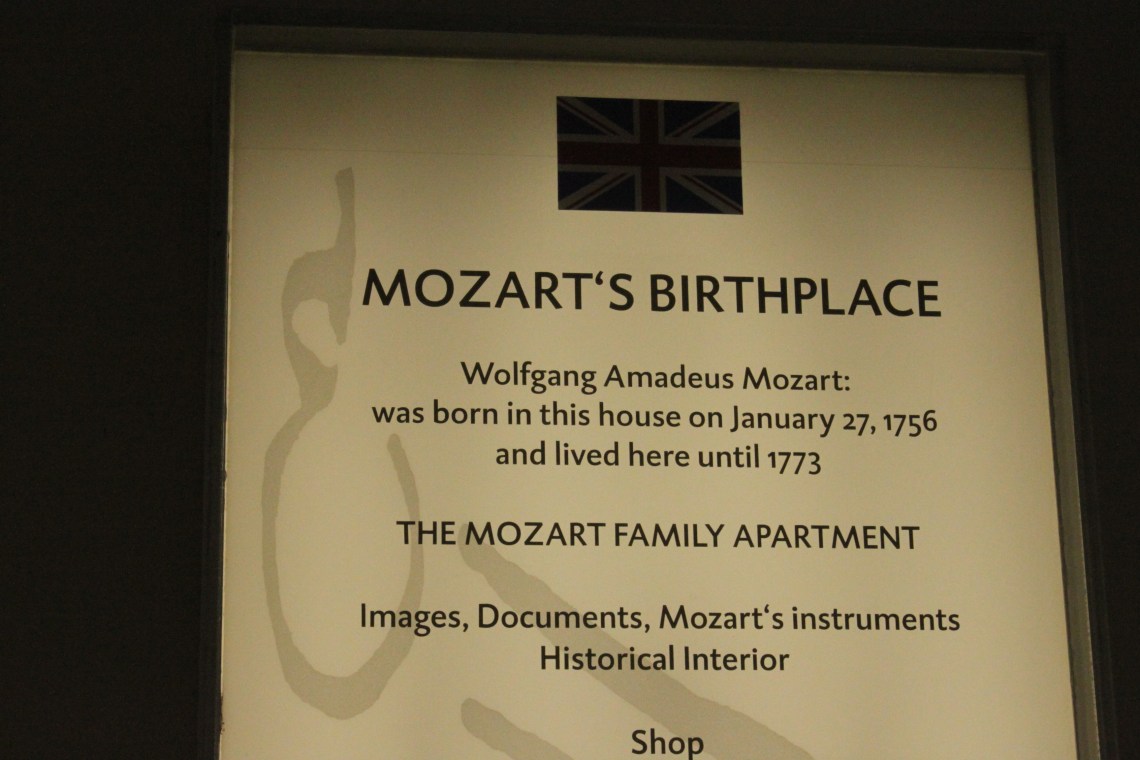 MOZART‘S BIRTHPLACE
Wolfgang Amadeus Mozart:
was born in this house on January 27, 1756
and lived here until 1773
THE MOZART FAMILY APARTMENT
Images, Documents, Mozart‘s instruments
Historical Interior
Shop